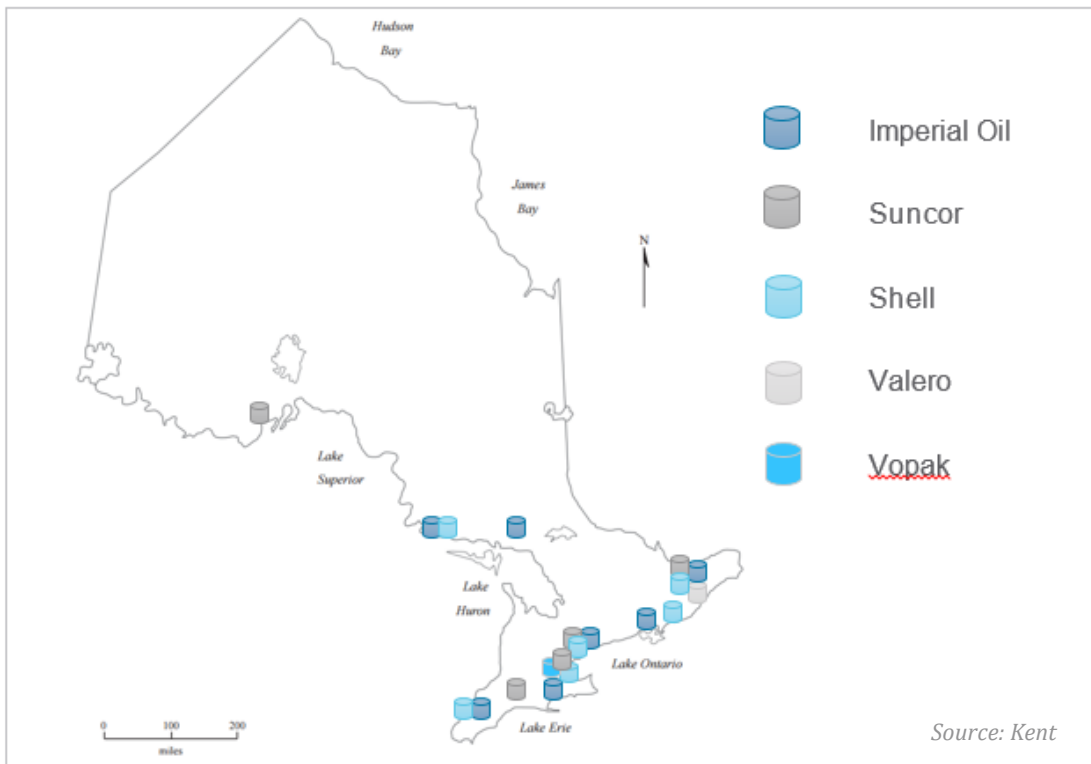 Hudson
Bay
James
Bay
N
Imperial Oil
Suncor
Shell
Valero
Vopak
Lake
Superior
Lake
Huron
Lake Ontario
Lake Erie
0 100 200
miles
Source: Kent